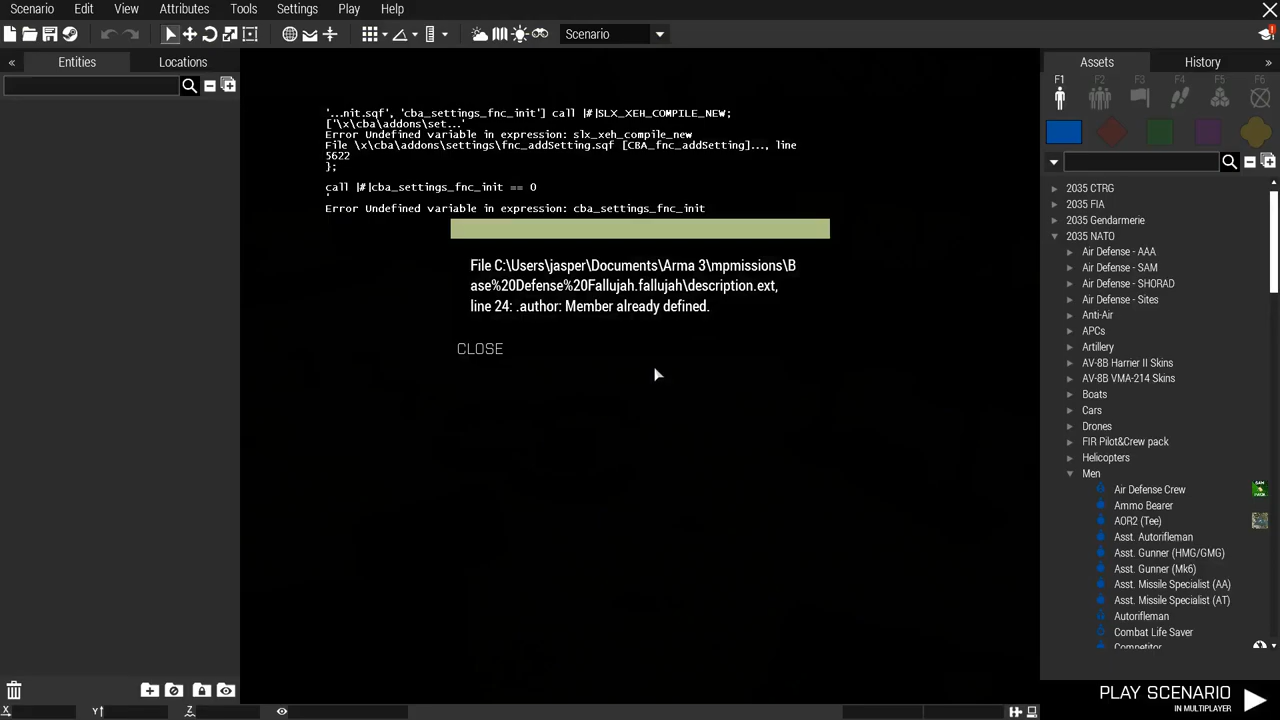 Scenario Edit View Attributes Tools Settings Play Help
Scenario
Entities Locations
Assets History
F1 F2 F3 F4 F5 F6
'...nit.sqf', 'cba_settings_fnc_init'] call |#|SLX_XEH_COMPILE_NEW;
['\x\cba\addons\set...'
Error Undefined variable in expression: slx_xeh_compile_new
File \x\cba\addons\settings\fnc_addSetting.sqf [CBA_fnc_addSetting]..., line
5622
};
call |#|cba_settings_fnc_init == 0
'
Error Undefined variable in expression: cba_settings_fnc_init
File C:\Users\jasper\Documents\Arma 3\mpmissions\B
ase%20Defense%20Fallujah.fallujah\description.ext,
line 24: .author: Member already defined.
CLOSE
2035 CTRG
2035 FIA
2035 Gendarmerie
2035 NATO
Air Defense - AAA
Air Defense - SAM
Air Defense - SHORAD
Air Defense - Sites
Anti-Air
APCs
Artillery
AV-8B Harrier II Skins
AV-8B VMA-214 Skins
Boats
Cars
Drones
FIR Pilot&Crew pack
Helicopters
Men
Air Defense Crew
Ammo Bearer
AOR2 (Tee)
Asst. Autorifleman
Asst. Gunner (HMG/GMG)
Asst. Gunner (Mk6)
Asst. Missile Specialist (AA)
Asst. Missile Specialist (AT)
Autorifleman
Combat Life Saver
Competitor
PLAY SCENARIO
IN MULTIPLAYER
X Y Z